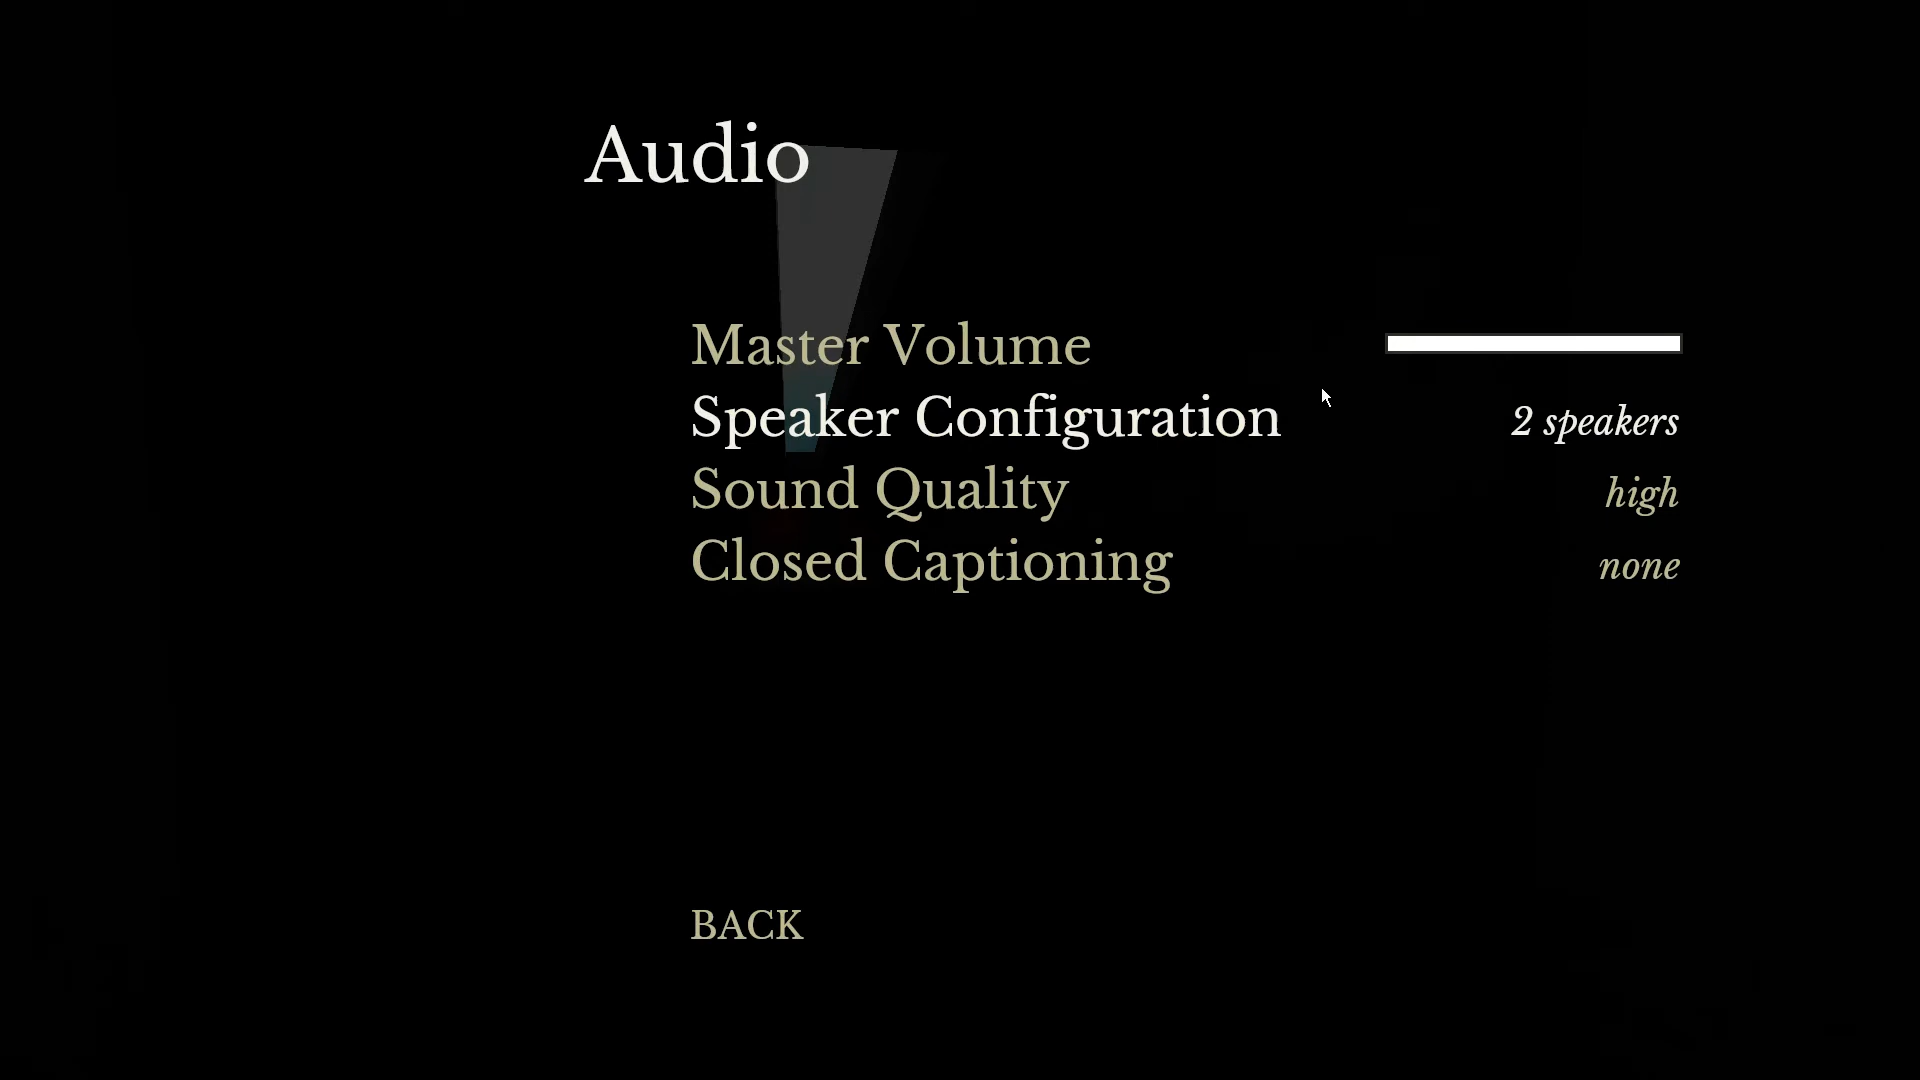 Audio
Master Volume
Speaker Configuration 2 speakers
Sound Quality high
Closed Captioning none
BACK